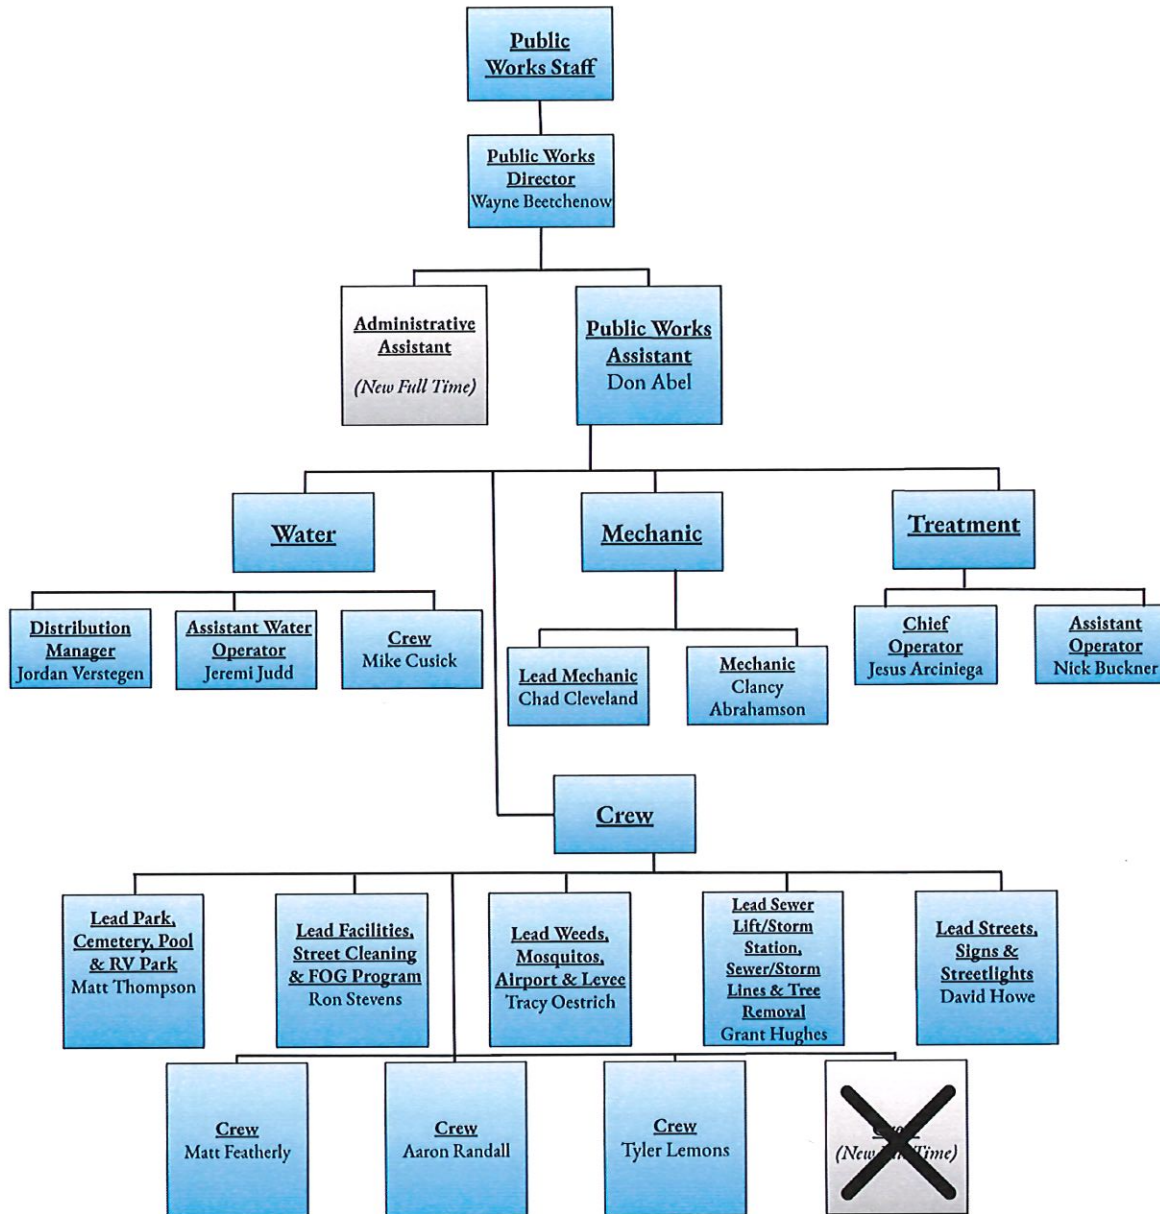 Public
Works Staff
Public Works
Director
Wayne Beetchenow
Administrative
Assistant
(New Full Time)
Public Works
Assistant
Don Abel
Water
Mechanic
Treatment
Distribution
Manager
Jordan Verstegen
Assistant Water
Operator
Jeremi Judd
Crew
Mike Cusick
Lead Mechanic
Chad Cleveland
Mechanic
Clancy
Abrahamson
Chief
Operator
Jesus Arciniega
Assistant
Operator
Nick Buckner
Crew
Lead Park,
Cemetery, Pool
& RV Park
Matt Thompson
Lead Facilities,
Street Cleaning
& FOG Program
Ron Stevens
Lead Weeds,
Mosquitos,
Airport & Levee
Tracy Oestrich
Lead Sewer
Lift/Storm
Station,
Sewer/Storm
Lines & Tree
Removal
Grant Hughes
Lead Streets,
Signs &
Streetlights
David Howe
Crew
Matt Featherly
Crew
Aaron Randall
Crew
Tyler Lemons
(New Time)